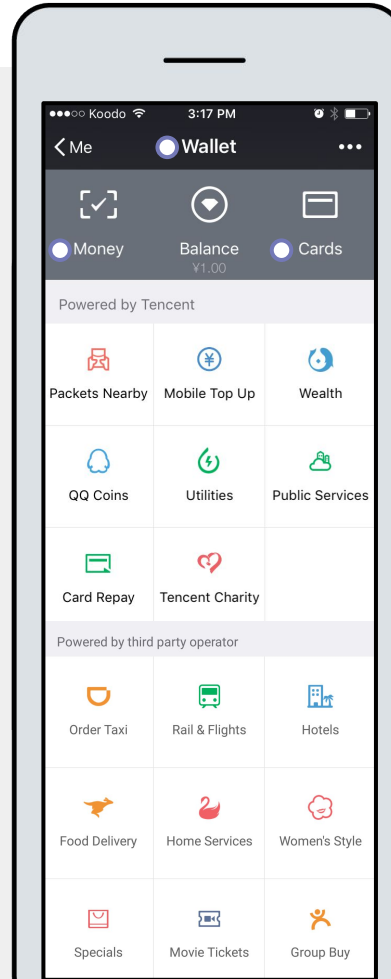 Koodo 3:17 PM
Me Wallet
Money Balance Cards
¥1.00
Powered by Tencent
Packets Nearby Mobile Top Up Wealth
QQ Coins Utilities Public Services
Card Repay Tencent Charity
Powered by third party operator
Order Taxi Rail & Flights Hotels
Food Delivery Home Services Women's Style
Specials Movie Tickets Group Buy